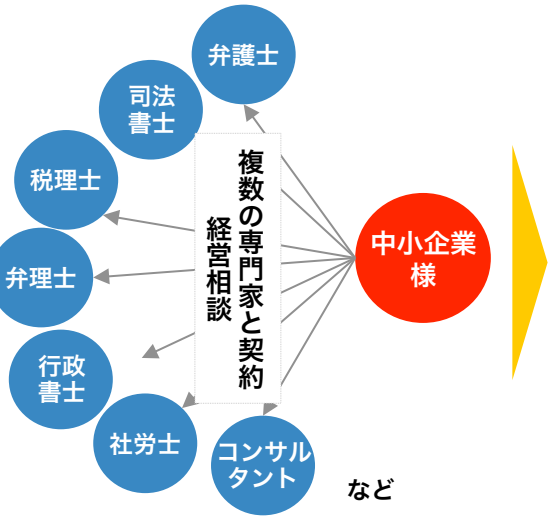 弁護士
司法
書士
税理士
弁理士
行政
書士
社労士
コンサル
タント
など
複数の専門家と契約
経営相談
中小企業
様